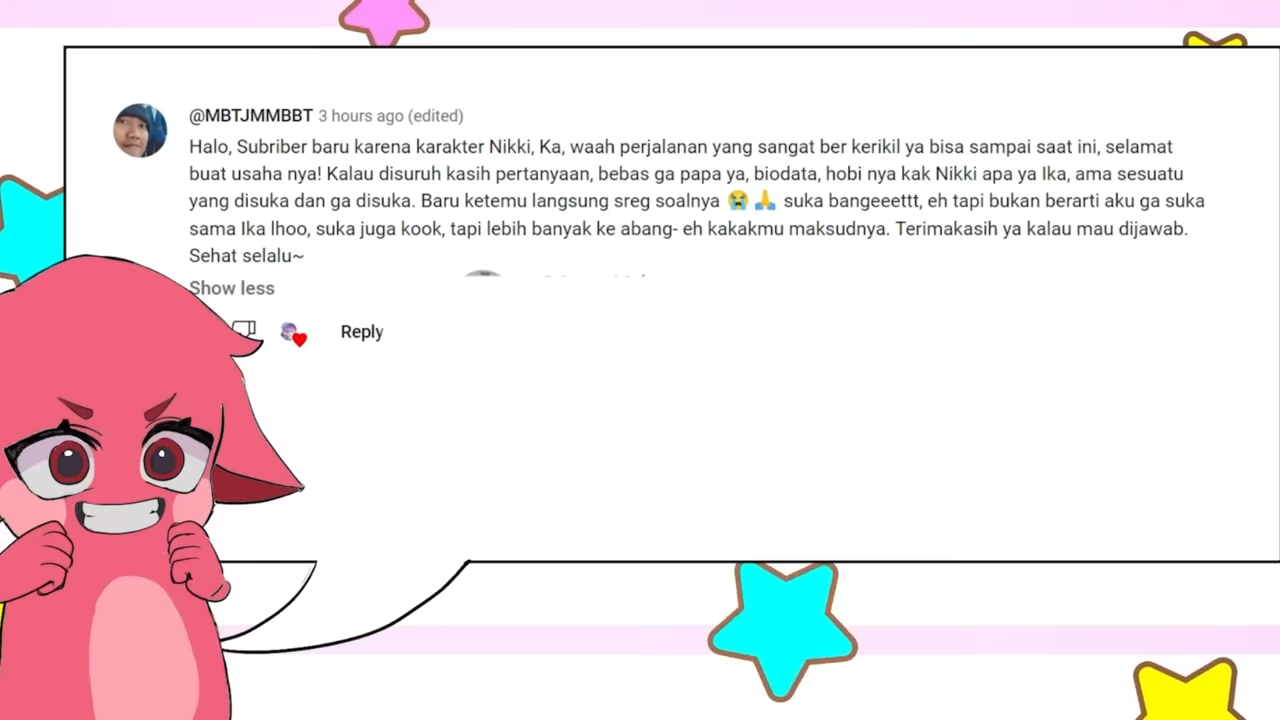 @MBTJMMBBT 3 hours ago (edited)
Halo, Subriber baru karena karakter Nikki, Ka, waah perjalanan yang sangat ber kerikil ya bisa sampai saat ini, selamat
buat usaha nya! Kalau disuruh kasih pertanyaan, bebas ga papa ya, biodata, hobi nya kak Nikki apa ya Ika, ama sesuatu
yang disuka dan ga disuka. Baru ketemu langsung sreg soalnya 😭🙏 suka bangeeettt, eh tapi bukan berarti aku ga suka
sama Ika lhoo, suka juga kook, tapi lebih banyak ke abang- eh kakakmu maksudnya. Terimakasih ya kalau mau dijawab.
Sehat selalu~
Show less
Reply